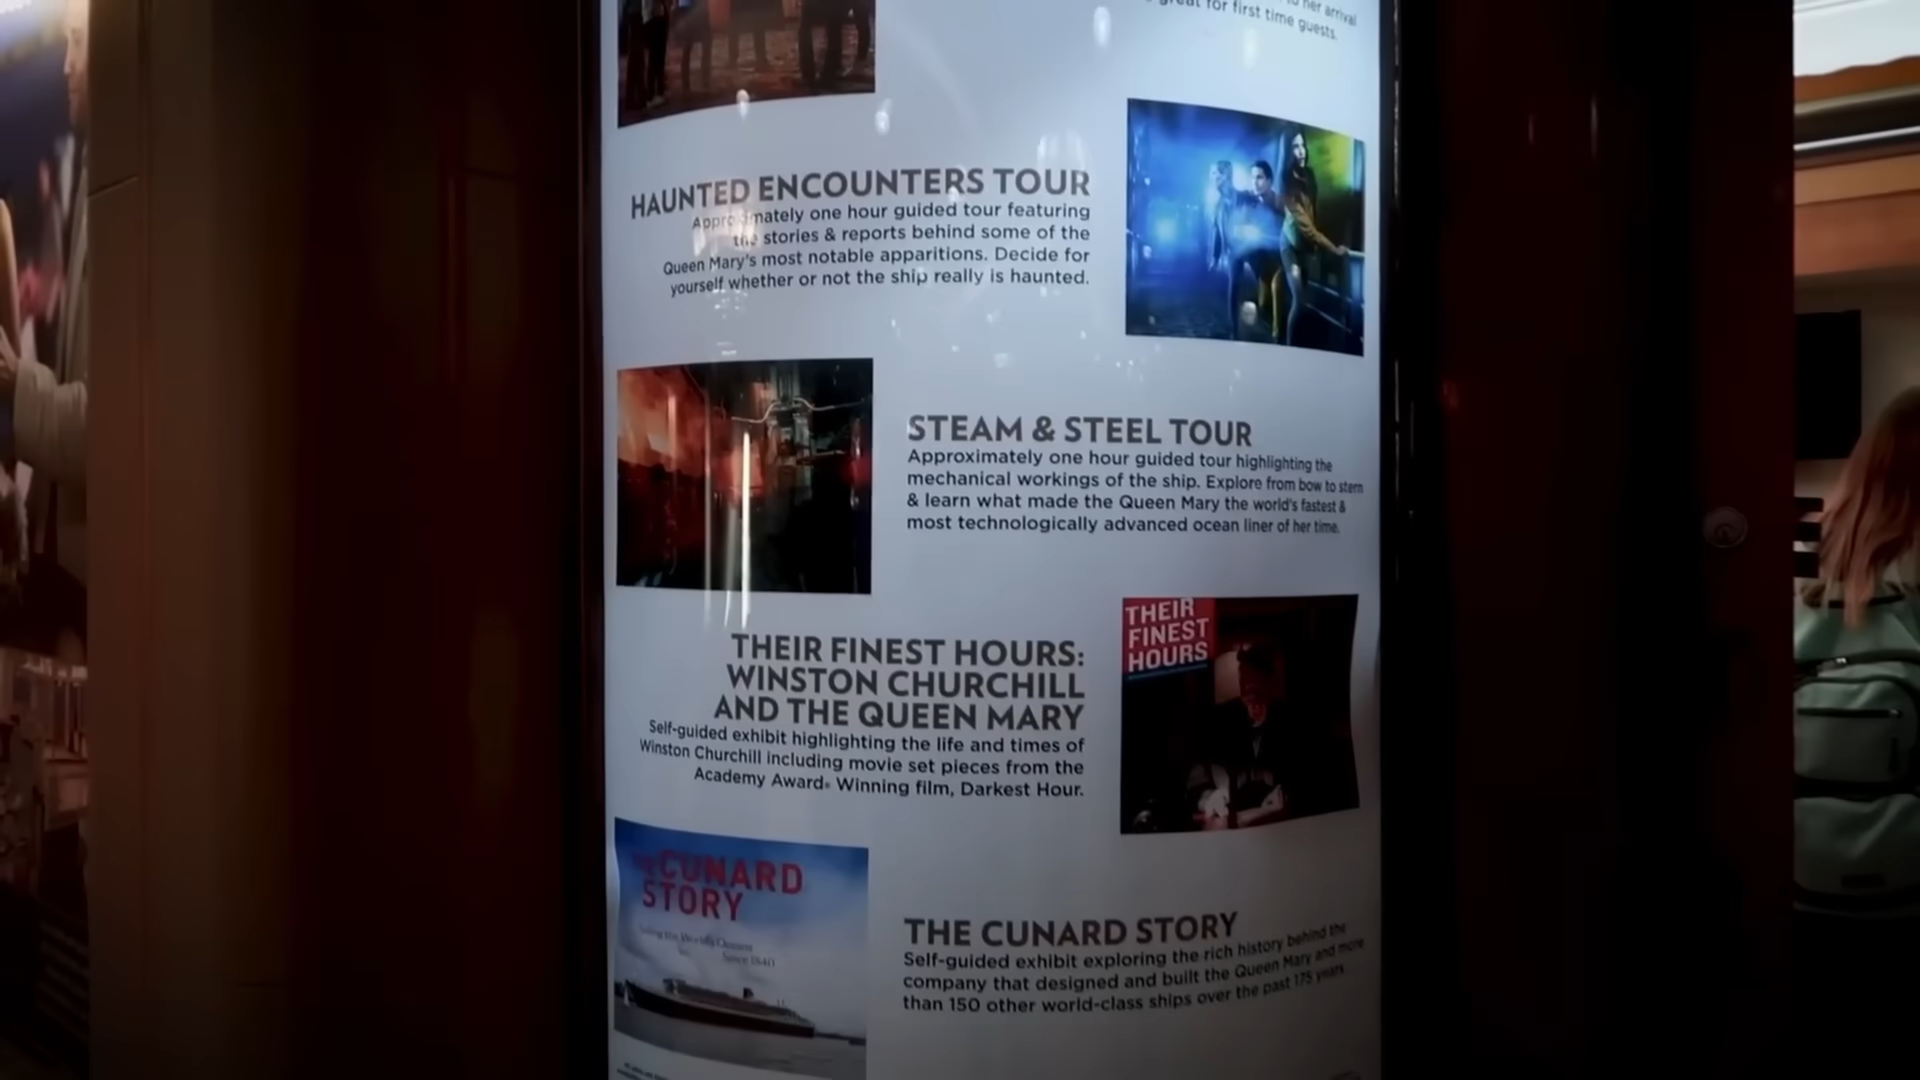 to her arrival
great for first time guests.
HAUNTED ENCOUNTERS TOUR
Approximately one hour guided tour featuring
the stories & reports behind some of the
Queen Mary's most notable apparitions. Decide for
yourself whether or not the ship really is haunted.
STEAM & STEEL TOUR
Approximately one hour guided tour highlighting the
mechanical workings of the ship. Explore from bow to stern
& learn what made the Queen Mary the world's fastest &
most technologically advanced ocean liner of her time.
THEIR
FINEST
HOURS
THEIR FINEST HOURS:
WINSTON CHURCHILL
AND THE QUEEN MARY
Self-guided exhibit highlighting the life and times of
Winston Churchill including movie set pieces from the
Academy Award® Winning film, Darkest Hour.
CUNARD
STORY
Since 1840
THE CUNARD STORY
Self-guided exhibit exploring the rich history behind the
company that designed and built the Queen Mary and more
than 150 other world-class ships over the past 175 years